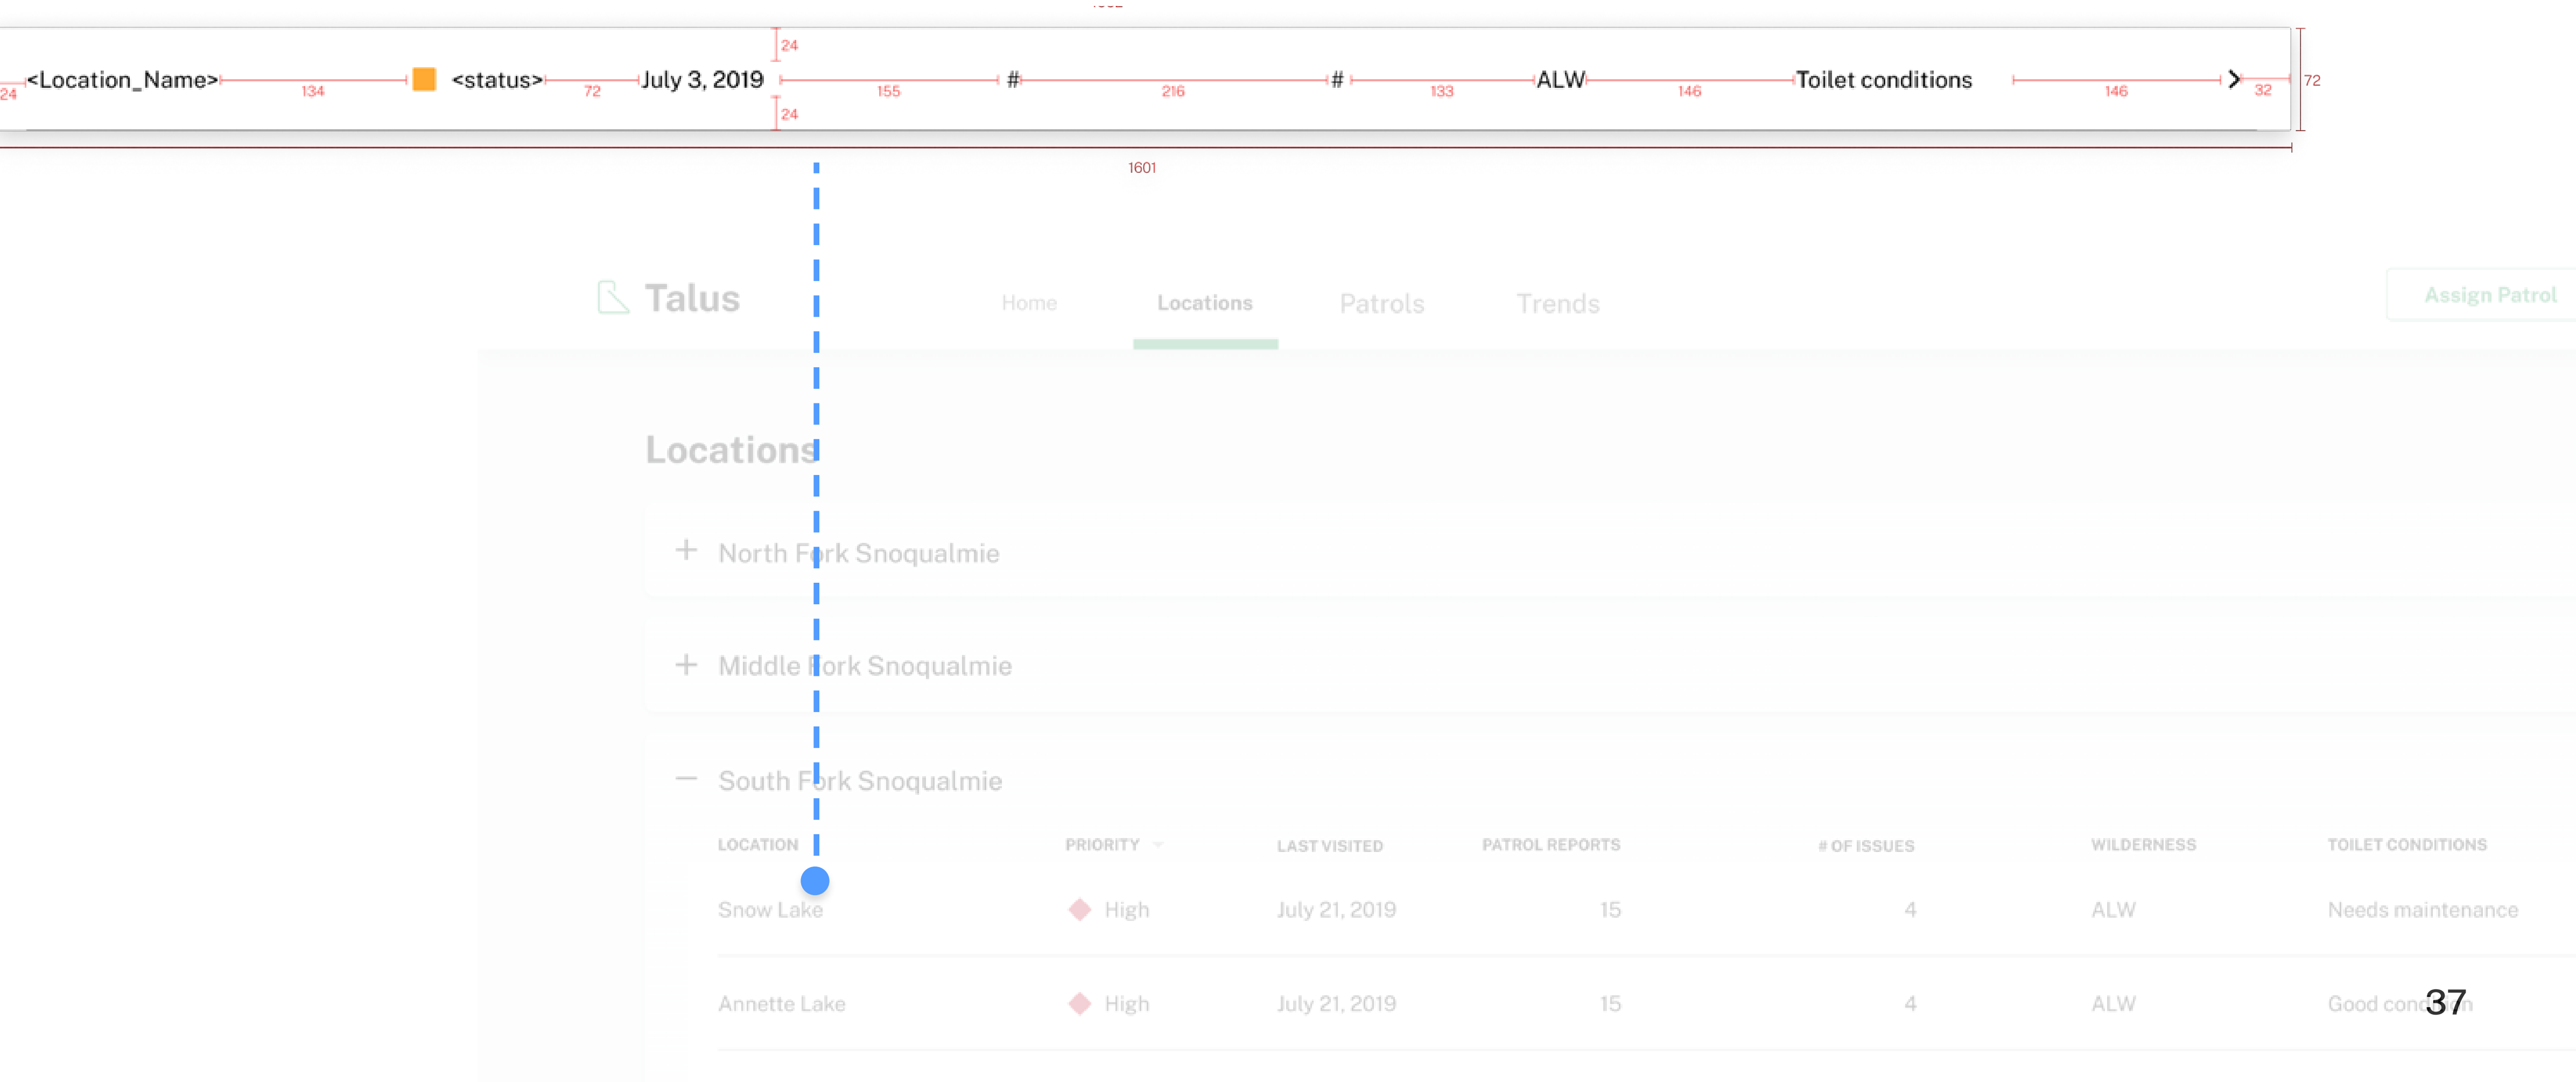 24
24 <Location_Name> 134 <status> 72 July 3, 2019 155 # 216 # 133 ALW 146 Toilet conditions 146 > 32 72
24
1601
Talus Home Locations Patrols Trends Assign Patrol
Locations
+ North Fork Snoqualmie
+ Middle Fork Snoqualmie
− South Fork Snoqualmie
LOCATION PRIORITY LAST VISITED PATROL REPORTS # OF ISSUES WILDERNESS TOILET CONDITIONS
Snow Lake High July 21, 2019 15 4 ALW Needs maintenance
Annette Lake High July 21, 2019 15 4 ALW Good condition
37